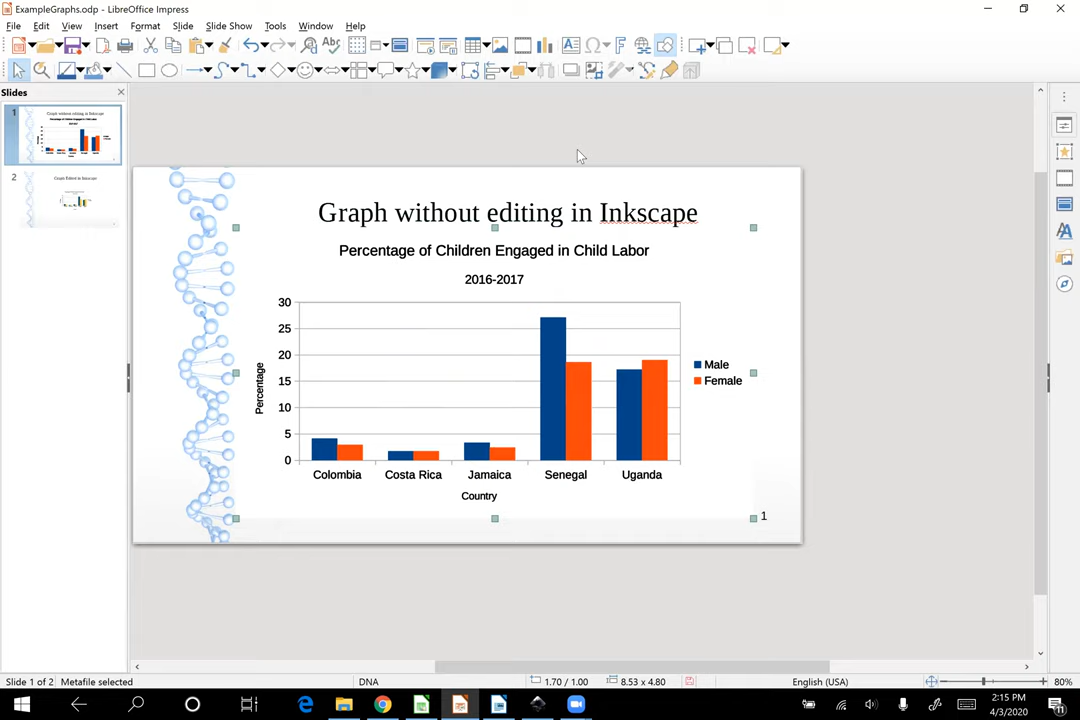 ExampleGraphs.odp - LibreOffice Impress
File Edit View Insert Format Slide Slide Show Tools Window Help
Slides
1
2
Graph without editing in Inkscape
Percentage of Children Engaged in Child Labor
2016-2017
30
25
20
15
10
5
0
Percentage
Male
Female
Colombia Costa Rica Jamaica Senegal Uganda
Country
1
Slide 1 of 2 Metafile selected DNA 1.70 / 1.00 8.53 x 4.80 English (USA) 80%
2:15 PM
4/3/2020